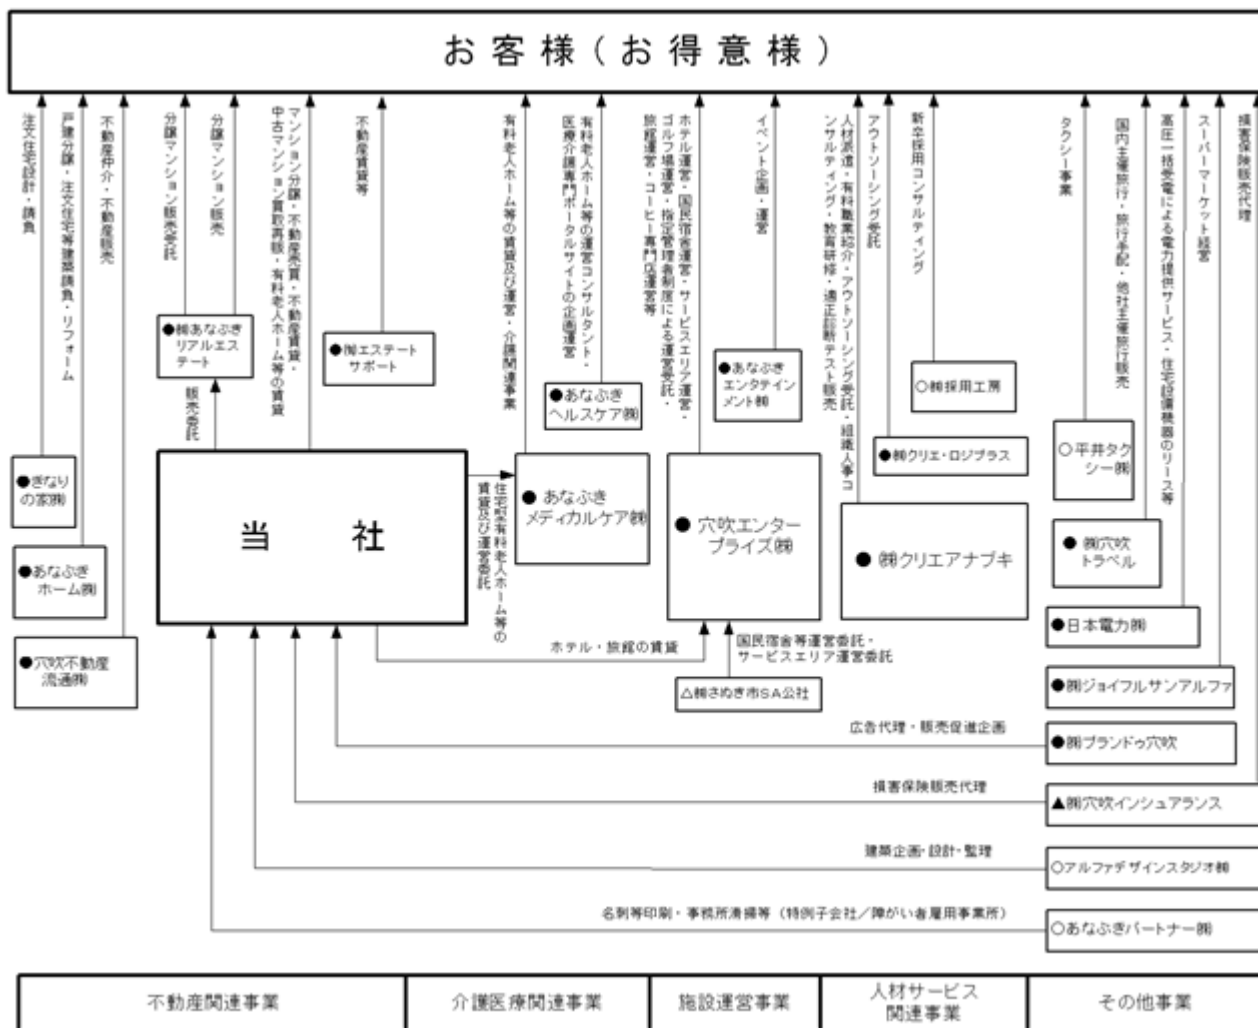 お客様(お得意様)
注文住宅設計・請負
戸建分譲・注文住宅等建築請負・リフォーム
不動産仲介・不動産販売
分譲マンション販売受託
分譲マンション販売
マンション分譲・不動産売買・不動産賃貸・
中古マンション買取再販・有料老人ホーム等の賃貸
不動産賃貸等
有料老人ホーム等の賃貸及び運営・介護関連事業
有料老人ホーム等の運営コンサルタント・
医療介護専門ポータルサイトの企画運営
ホテル運営・国民宿舎運営・サービスエリア運営・
ゴルフ場運営・指定管理者制度による運営受託・
旅館運営・コーヒー専門店運営等
イベント企画・運営
人材派遣・有料職業紹介・アウトソーシング受託・組織人事コ
ンサルティング・教育研修・適正診断テスト販売
アウトソーシング受託
新卒採用コンサルティング
タクシー事業
国内主催旅行・旅行手配・他社主催旅行販売
高圧一括受電による電力提供サービス・住宅設備機器のリース等
スーパーマーケット経営
損害保険販売代理
●㈱あなぶき
リアルエス
テート
●㈲エステート
サポート
●あなぶき
ヘルスケア㈱
●あなぶき
エンタテイン
メント㈱
○㈱採用工房
●㈱クリエ・ロジプラス
○平井タク
シー㈱
販売委託
●きなり
の家㈱
●あなぶき
ホーム㈱
●穴吹不動産
流通㈱
当 社
住宅型有料老人ホーム等の
賃貸及び運営委託
●あなぶき
メディカルケア㈱
●穴吹エンター
プライズ㈱
●㈱クリエアナブキ
●㈱穴吹
トラベル
●日本電力㈱
ホテル・旅館の賃貸
国民宿舎等運営委託・
サービスエリア運営委託
△㈱さぬき市SA公社
●㈱ジョイフルサンアルファ
広告代理・販売促進企画
●㈱ブランドゥ穴吹
損害保険販売代理
▲㈱穴吹インシュアランス
建築企画・設計・監理
○アルファデザインスタジオ㈱
名刺等印刷・事務所清掃等(特例子会社/障がい者雇用事業所)
○あなぶきパートナー㈱
不動産関連事業
介護医療関連事業
施設運営事業
人材サービス
関連事業
その他事業